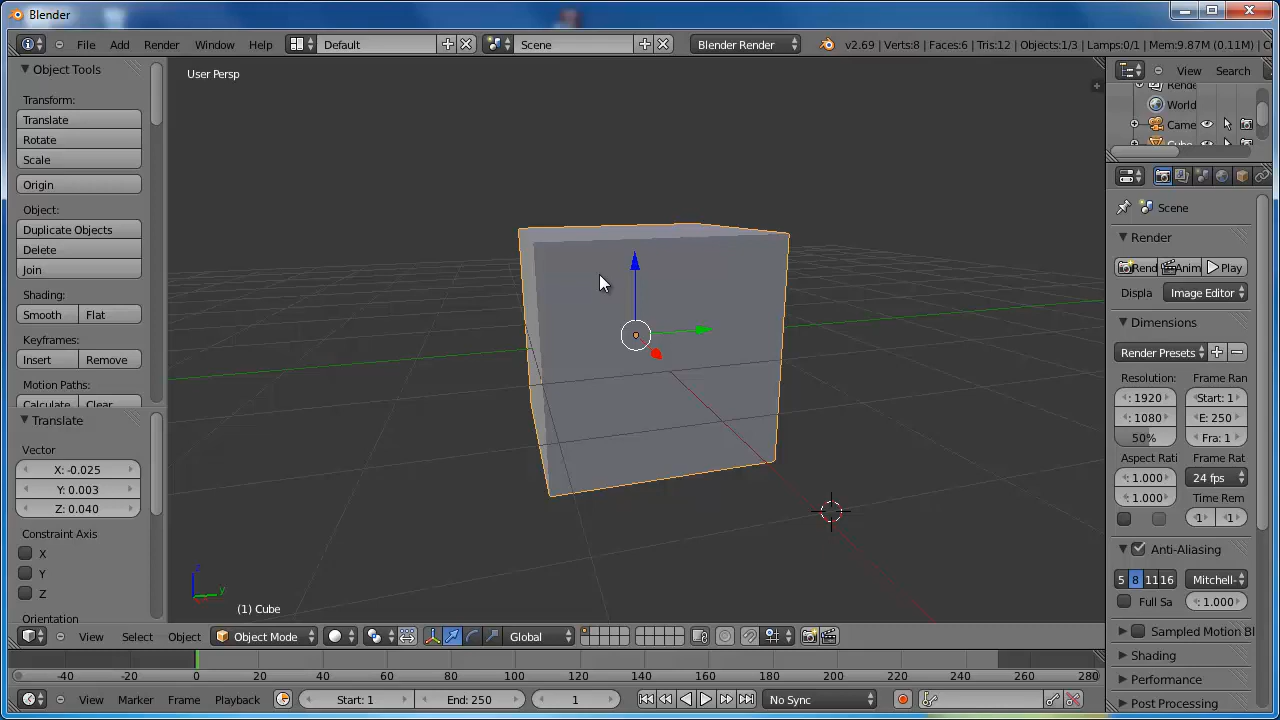 Blender
File Add Render Window Help Default Scene Blender Render v2.69 | Verts:8 | Faces:6 | Tris:12 | Objects:1/3 | Lamps:0/1 | Mem:9.87M (0.11M) |
Object Tools
Transform:
Translate
Rotate
Scale
Origin
Object:
Duplicate Objects
Delete
Join
Shading:
Smooth Flat
Keyframes:
Insert Remove
Motion Paths:
Calculate Clear
Translate
Vector
X: -0.025
Y: 0.003
Z: 0.040
Constraint Axis
X
Y
Z
Orientation
User Persp
z
y
(1) Cube
View Select Object Object Mode Global
-40 -20 0 20 40 60 80 100 120 140 160 180 200 220 240 260 280
View Marker Frame Playback Start: 1 End: 250 1 No Sync
View Search
Rende
World
Came
Cube
Scene
Render
Rend Anim Play
Displa Image Editor
Dimensions
Render Presets
Resolution: Frame Ran
: 1920 Start: 1
: 1080 E: 250
50% Fra: 1
Aspect Rati Frame Rat
: 1.000 24 fps
: 1.000 Time Rem
1 1
Anti-Aliasing
5 8 11 16 Mitchell-
Full Sa : 1.000
Sampled Motion Bl
Shading
Performance
Post Processing